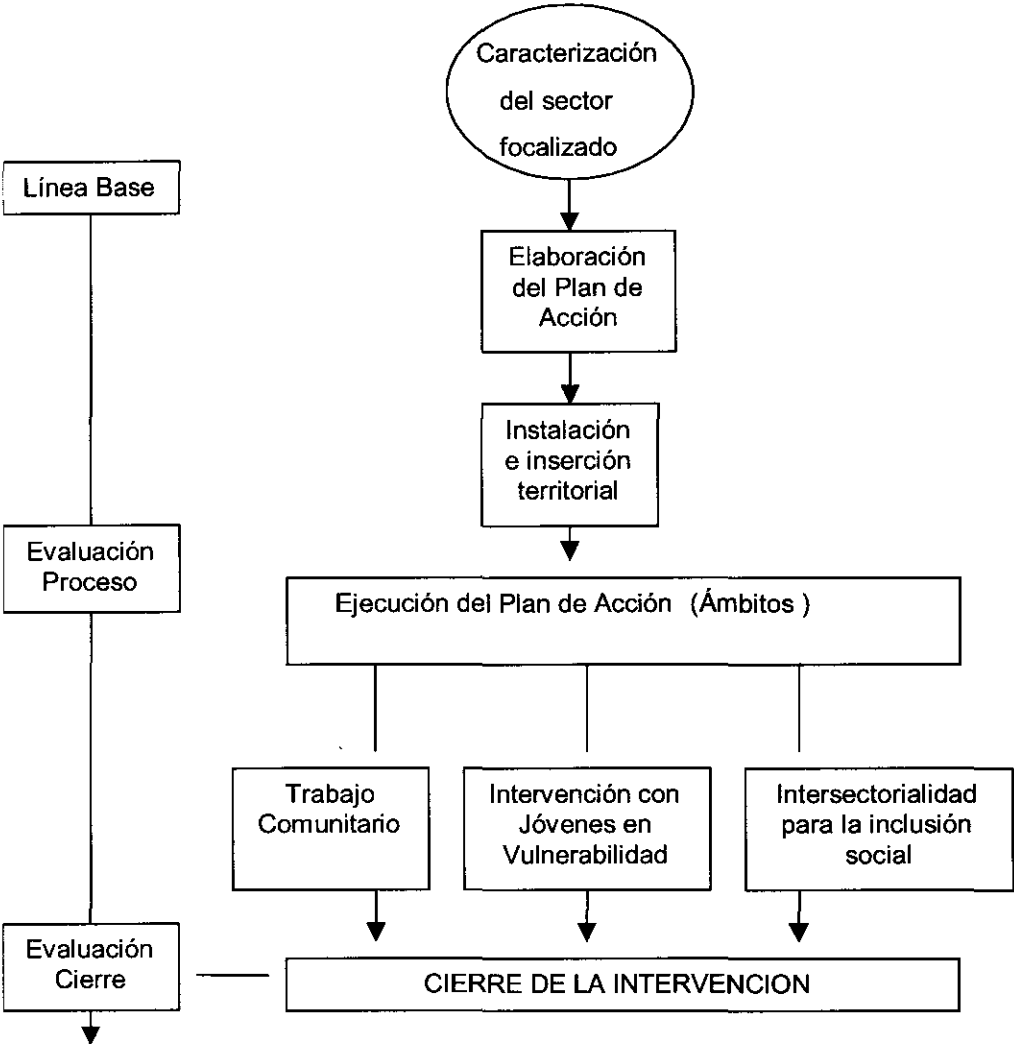 Caracterización
del sector
focalizado
Línea Base
Elaboración
del Plan de
Acción
Instalación
e inserción
territorial
Evaluación
Proceso
Ejecución del Plan de Acción (Ámbitos )
Trabajo
Comunitario
Intervención con
Jóvenes en
Vulnerabilidad
Intersectorialidad
para la inclusión
social
Evaluación
Cierre
CIERRE DE LA INTERVENCION